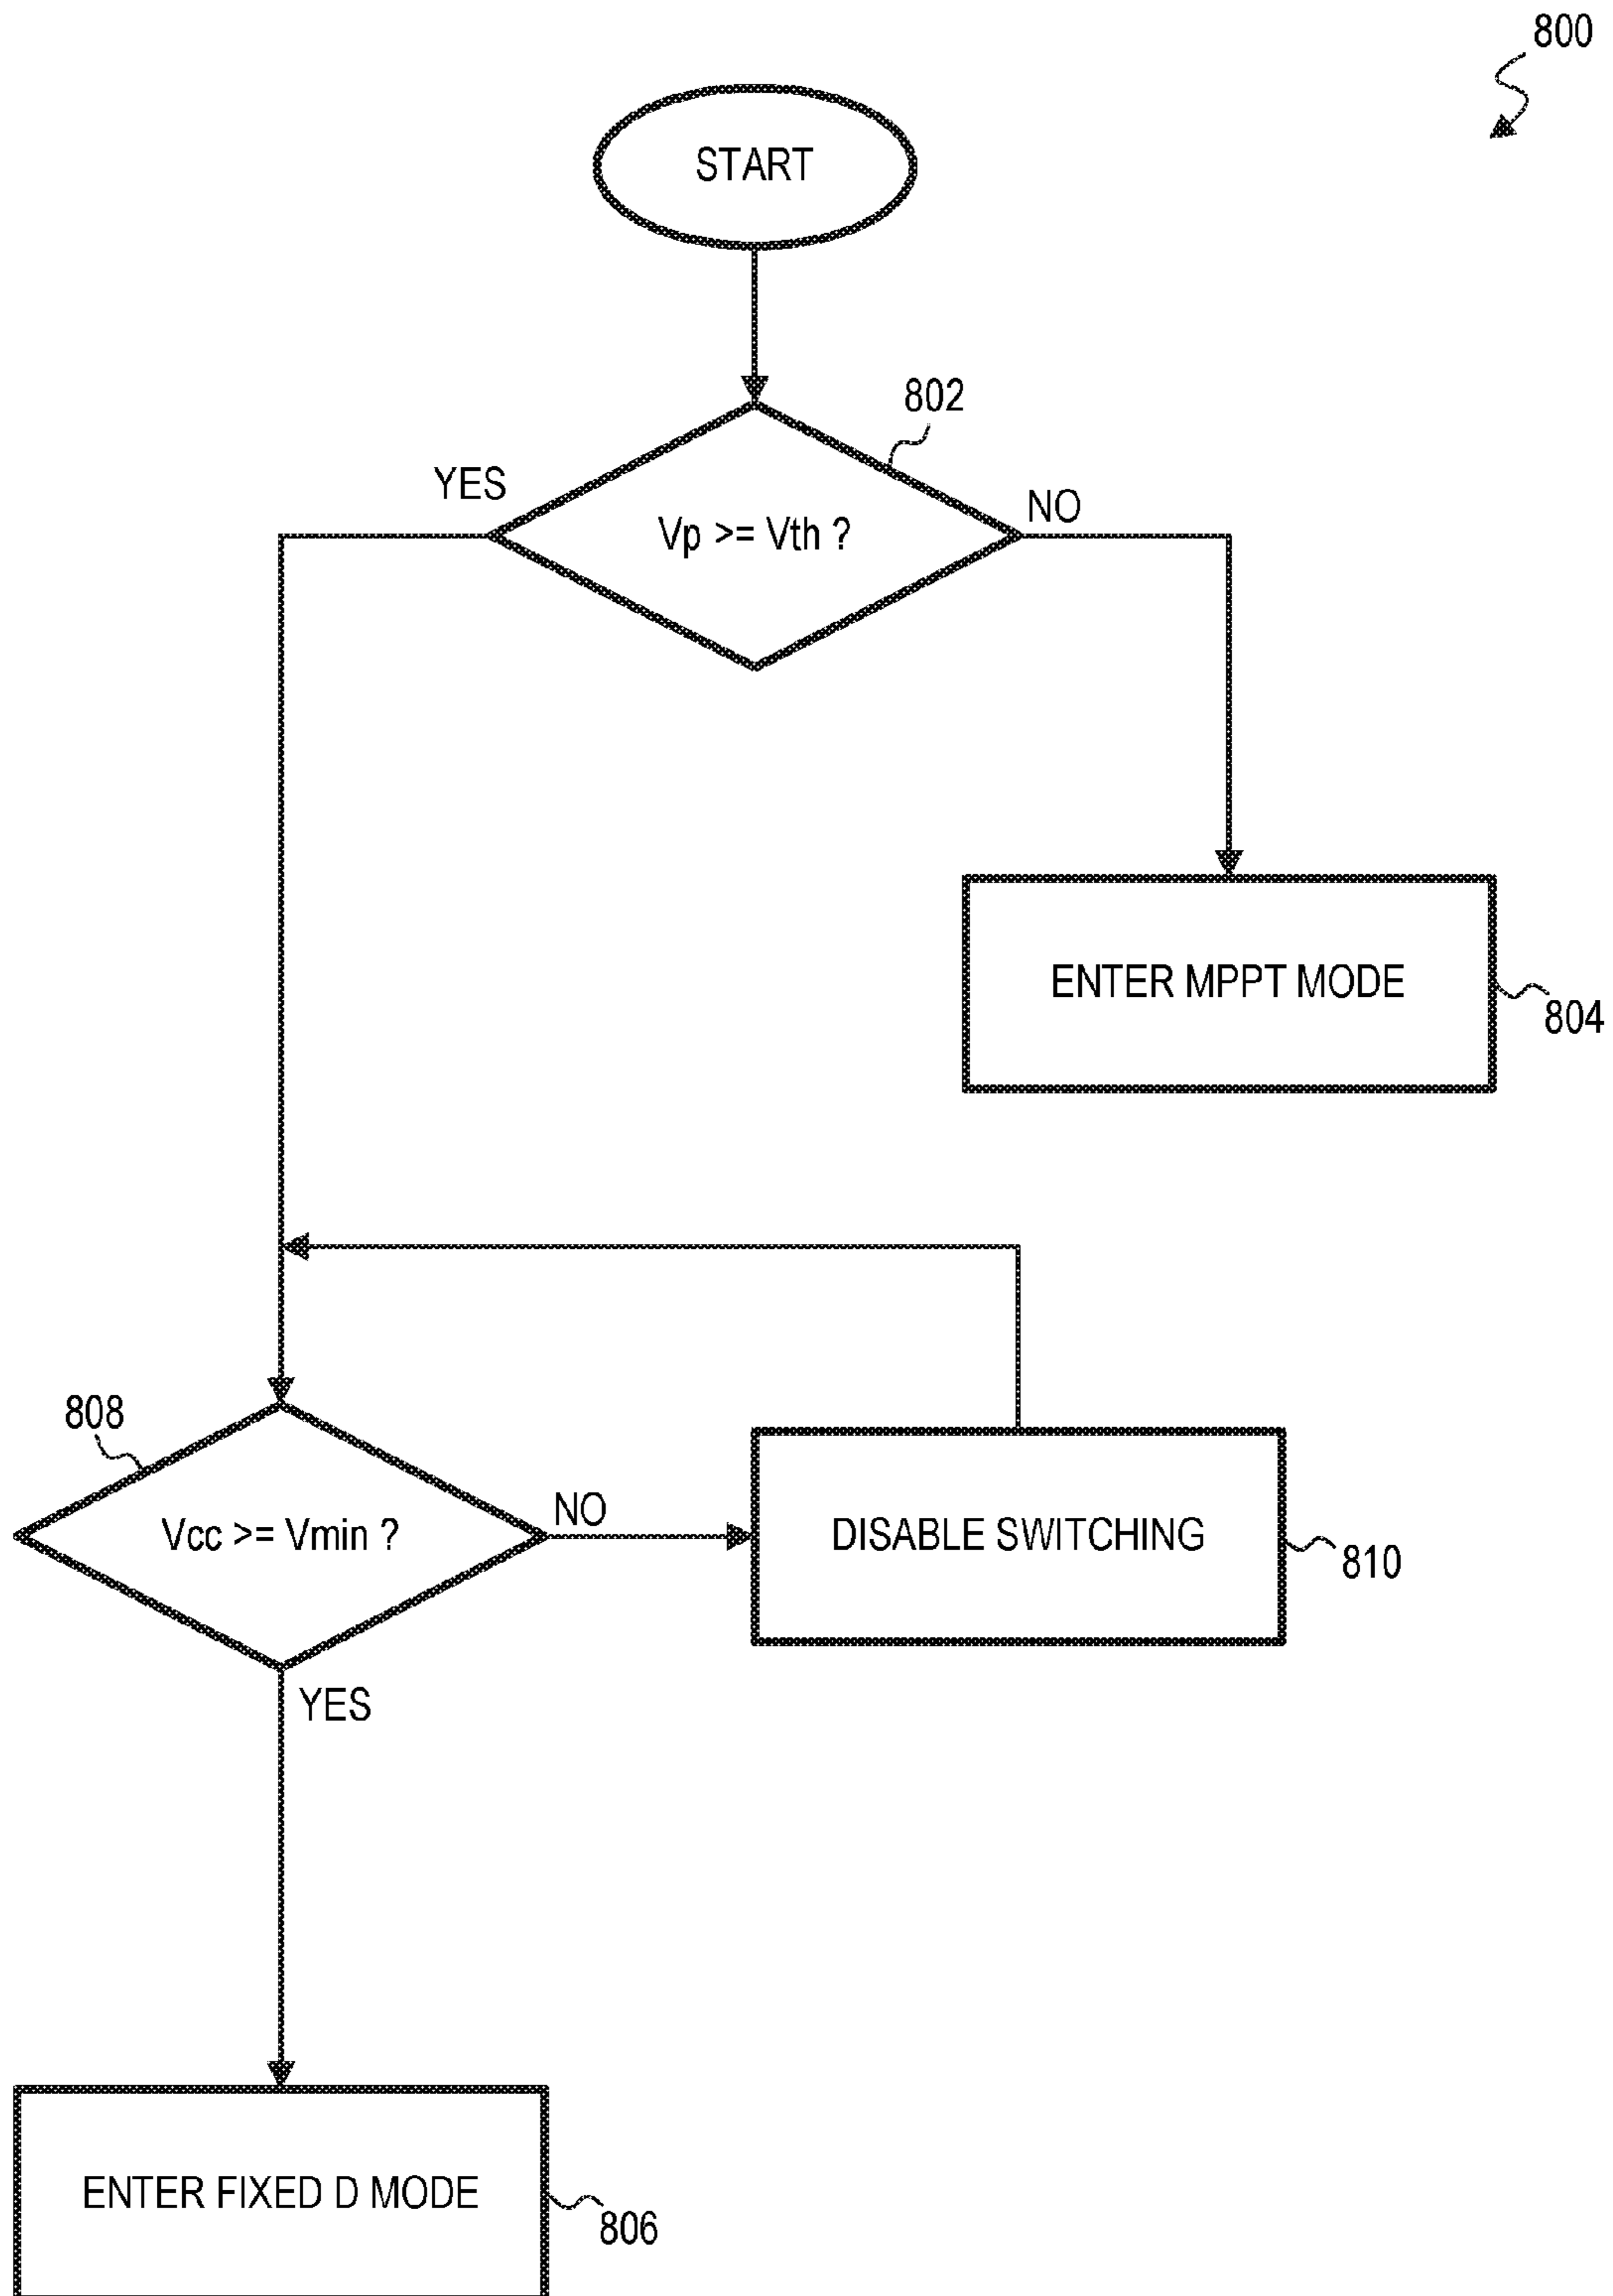 800
START
802
YES
NO
Vp >= Vth ?
ENTER MPPT MODE
804
808
Vcc >= Vmin ?
NO
DISABLE SWITCHING
810
YES
ENTER FIXED D MODE
806